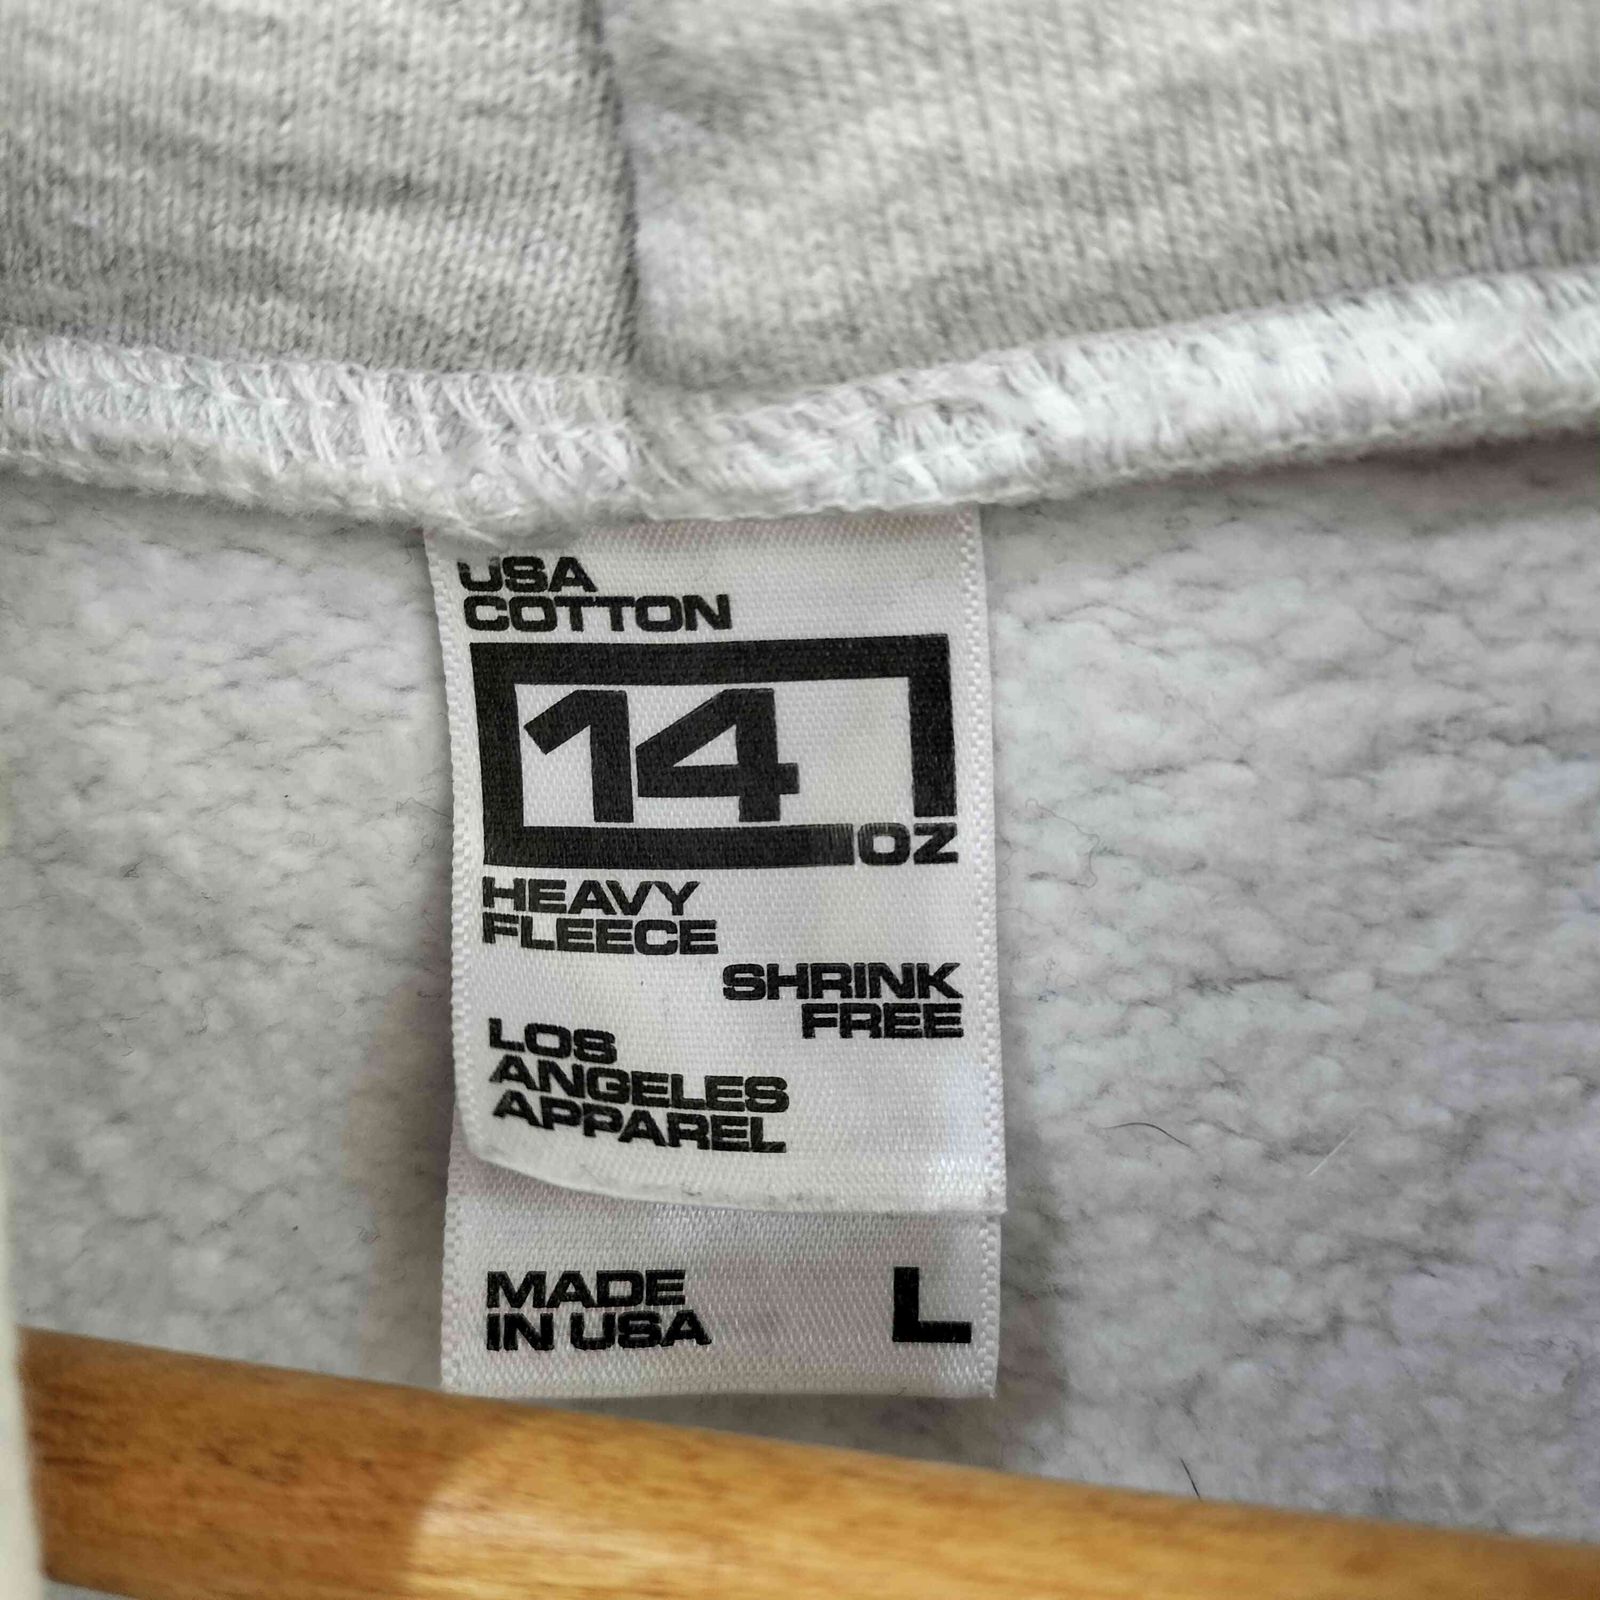 USA
COTTON
14
OZ
HEAVY
FLEECE
SHRINK
FREE
LOS
ANGELES
APPAREL
MADE
IN USA
L